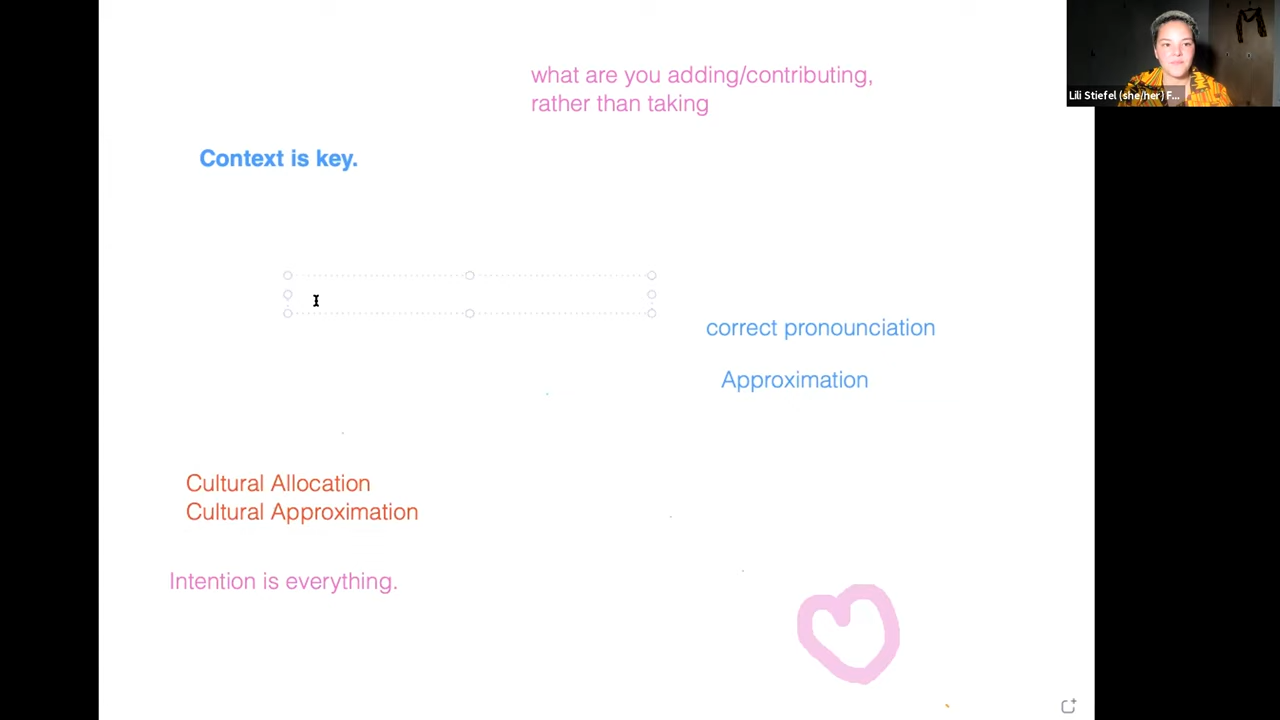 what are you adding/contributing,
rather than taking
Lili Stiefel (she/her) F...
Context is key.
correct pronounciation
Approximation
Cultural Allocation
Cultural Approximation
Intention is everything.